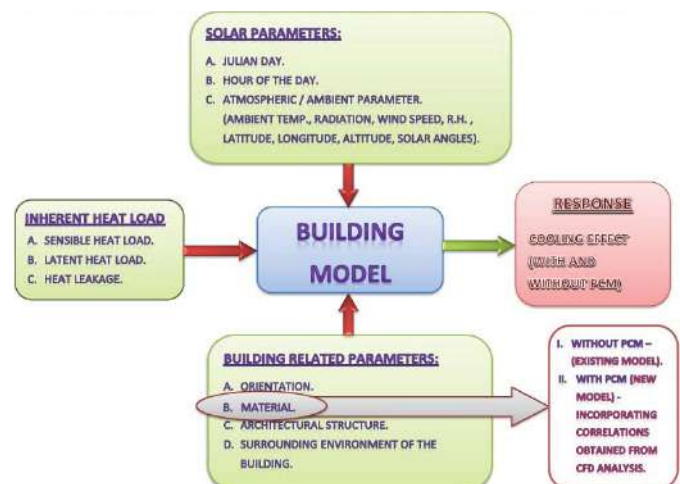 SOLAR PARAMETERS:
A. JULIAN DAY.
B. HOUR OF THE DAY.
C. ATMOSPHERIC / AMBIENT PARAMETER.
(AMBIENT TEMP., RADIATION, WIND SPEED, R.H. ,
LATITUDE, LONGITUDE, ALTITUDE, SOLAR ANGLES).
INHERENT HEAT LOAD
A. SENSIBLE HEAT LOAD.
B. LATENT HEAT LOAD.
C. HEAT LEAKAGE.
BUILDING
MODEL
RESPONSE
COOLING EFFECT
(WITH AND
WITHOUT PCM)
BUILDING RELATED PARAMETERS:
A. ORIENTATION.
B. MATERIAL.
C. ARCHITECTURAL STRUCTURE.
D. SURROUNDING ENVIRONMENT OF THE
BUILDING.
I. WITHOUT PCM –
(EXISTING MODEL).
II. WITH PCM (NEW
MODEL) -
INCORPORATING
CORRELATIONS
OBTAINED FROM
CFD ANALYSIS.